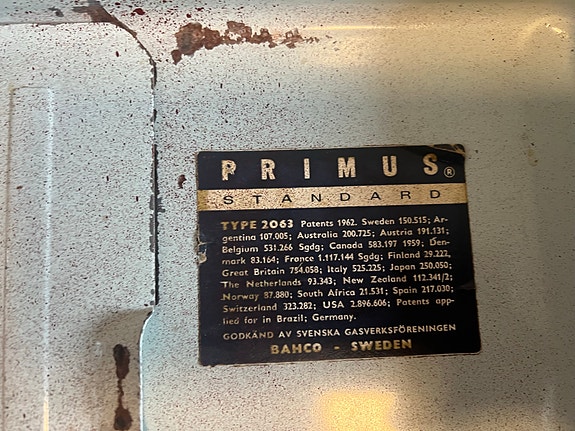 PRIMUS®
STANDARD
TYPE 2063 Patents 1962. Sweden 150.515; Ar-
gentina 107.005; Australia 200.725; Austria 191.131;
Belgium 531.266 Sgdg; Canada 583.197 1959; Den-
mark 83.164; France 1.117.144 Sgdg; Finland 29.222,
Great Britain 754.058; Italy 525.225; Japan 250.050;
The Netherlands 93.343; New Zealand 112.341/2;
Norway 87.880; South Africa 21.531; Spain 217.030;
Switzerland 323.282; USA 2.896.606; Patents app-
lied for in Brazil; Germany.
GODKÄND AV SVENSKA GASVERKSFÖRENINGEN
BAHCO - SWEDEN